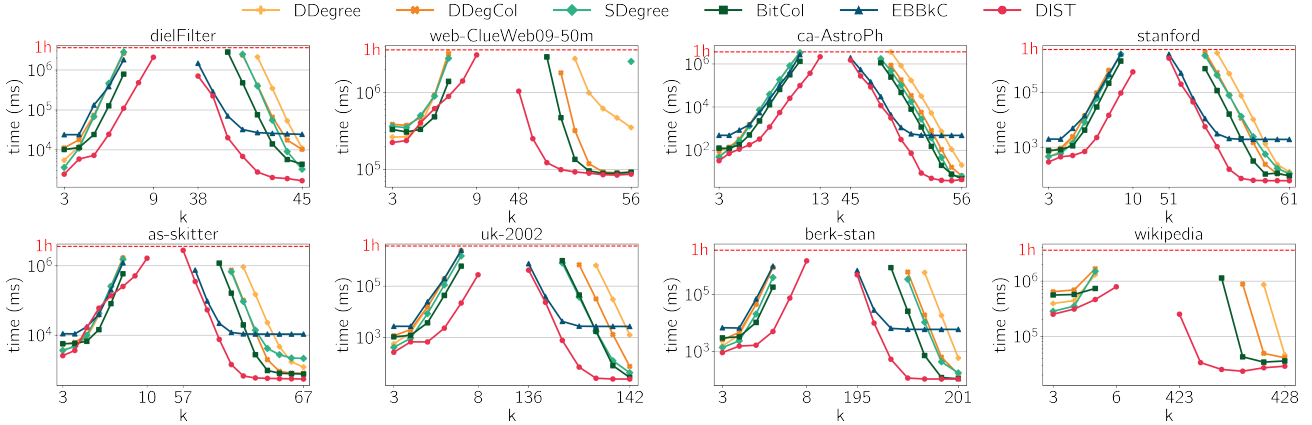 DDegree DDegCol SDegree BitCol EBBkC DIST
dielFilter web-ClueWeb09-50m ca-AstroPh stanford
1h 1h 1h 1h
time (ms) time (ms) time (ms) time (ms)
10^6 10^6 10^6 10^5
10^5 10^5 10^4 10^3
10^4 10^2
3 9 38 45 3 9 48 56 3 13 45 56 3 10 51 61
k k k k
as-skitter uk-2002 berk-stan wikipedia
1h 1h 1h 1h
time (ms) time (ms) time (ms) time (ms)
10^6 10^5 10^5 10^6
10^4 10^3 10^3 10^5
3 10 57 67 3 8 136 142 3 8 195 201 3 6 423 428
k k k k